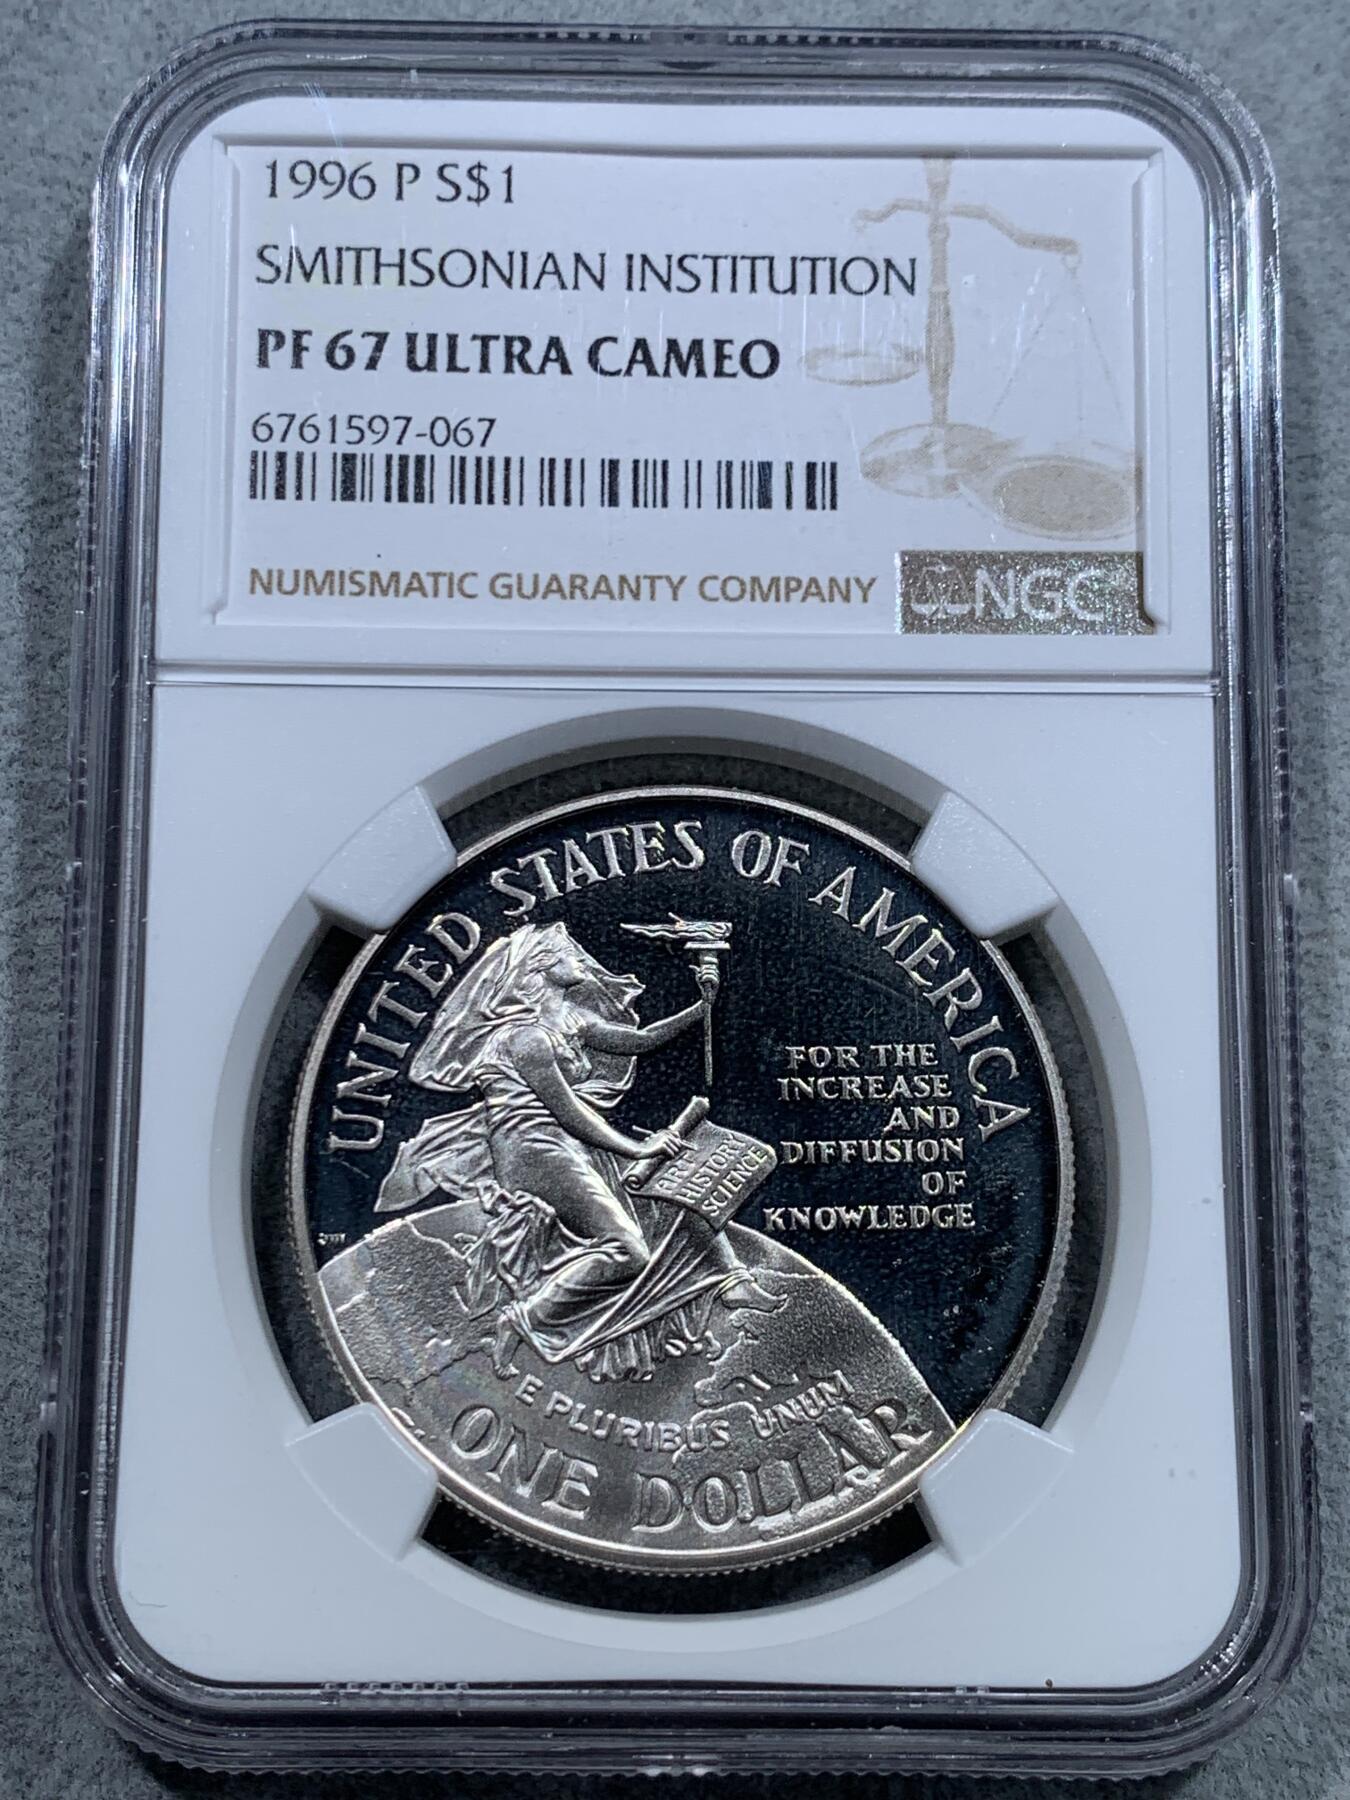 1996 P S$1
SMITHSONIAN INSTITUTION
PF 67 ULTRA CAMEO
6761597-067
NUMISMATIC GUARANTY COMPANY
NGC
UNITED STATES OF AMERICA
FOR THE
INCREASE
AND
DIFFUSION
OF
KNOWLEDGE
ART
HISTORY
SCIENCE
E PLURIBUS UNUM
ONE DOLLAR